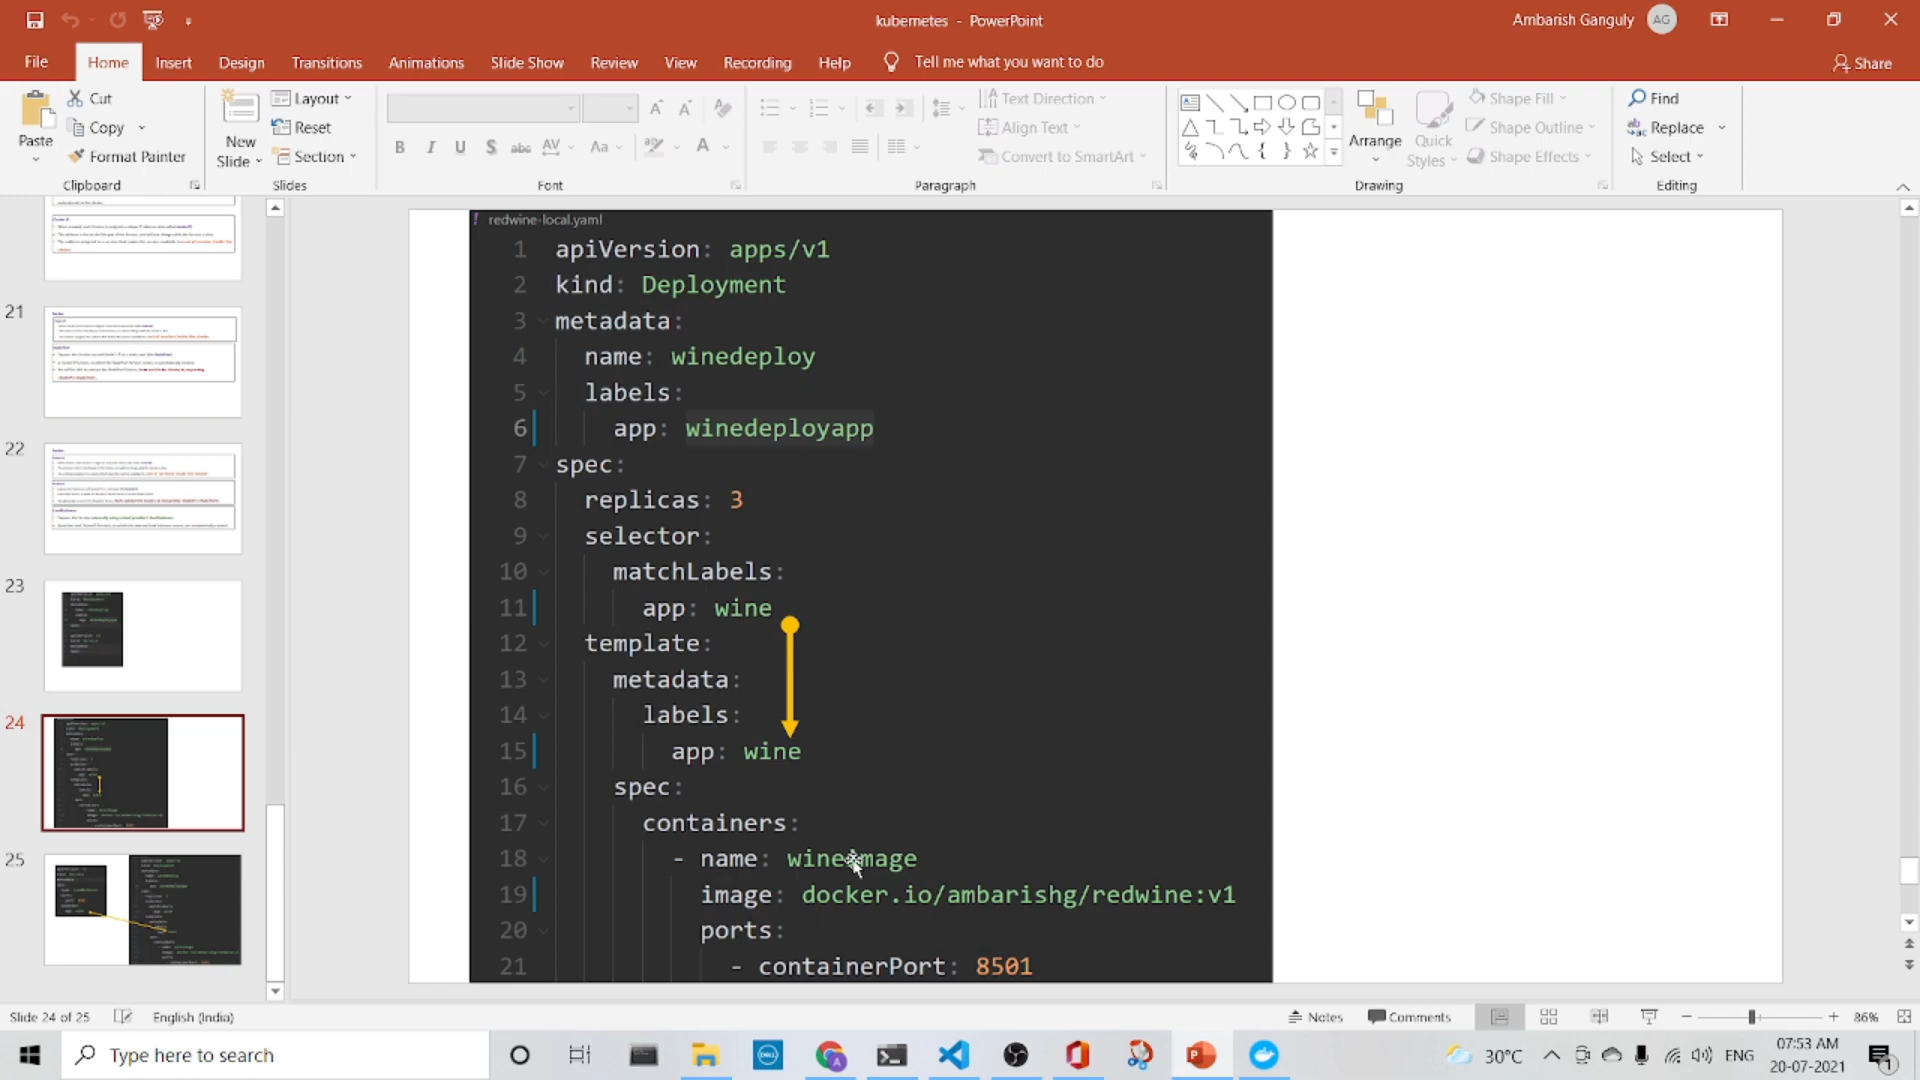 kubernetes - PowerPoint
Ambarish Ganguly
AG
File
Home
Insert
Design
Transitions
Animations
Slide Show
Review
View
Recording
Help
Tell me what you want to do
Share
Paste
Cut
Copy
Format Painter
Clipboard
New Slide
Layout
Reset
Section
Slides
Font
Text Direction
Align Text
Convert to SmartArt
Paragraph
Arrange
Quick Styles
Shape Fill
Shape Outline
Shape Effects
Drawing
Find
Replace
Select
Editing
21
22
23
24
25
! redwine-local.yaml
1 apiVersion: apps/v1
2 kind: Deployment
3 metadata:
4 name: winedeploy
5 labels:
6 app: winedeployapp
7 spec:
8 replicas: 3
9 selector:
10 matchLabels:
11 app: wine
12 template:
13 metadata:
14 labels:
15 app: wine
16 spec:
17 containers:
18 - name: wineimage
19 image: docker.io/ambarishg/redwine:v1
20 ports:
21 - containerPort: 8501
Slide 24 of 25
English (India)
Notes
Comments
86%
Type here to search
30°C
ENG
07:53 AM
20-07-2021
1